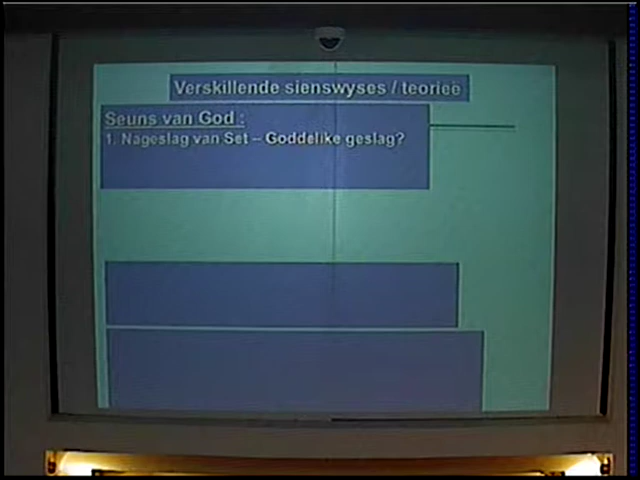 Verskillende sienswyses / teorieë
Seuns van God :
1. Nageslag van Set – Goddelike geslag?